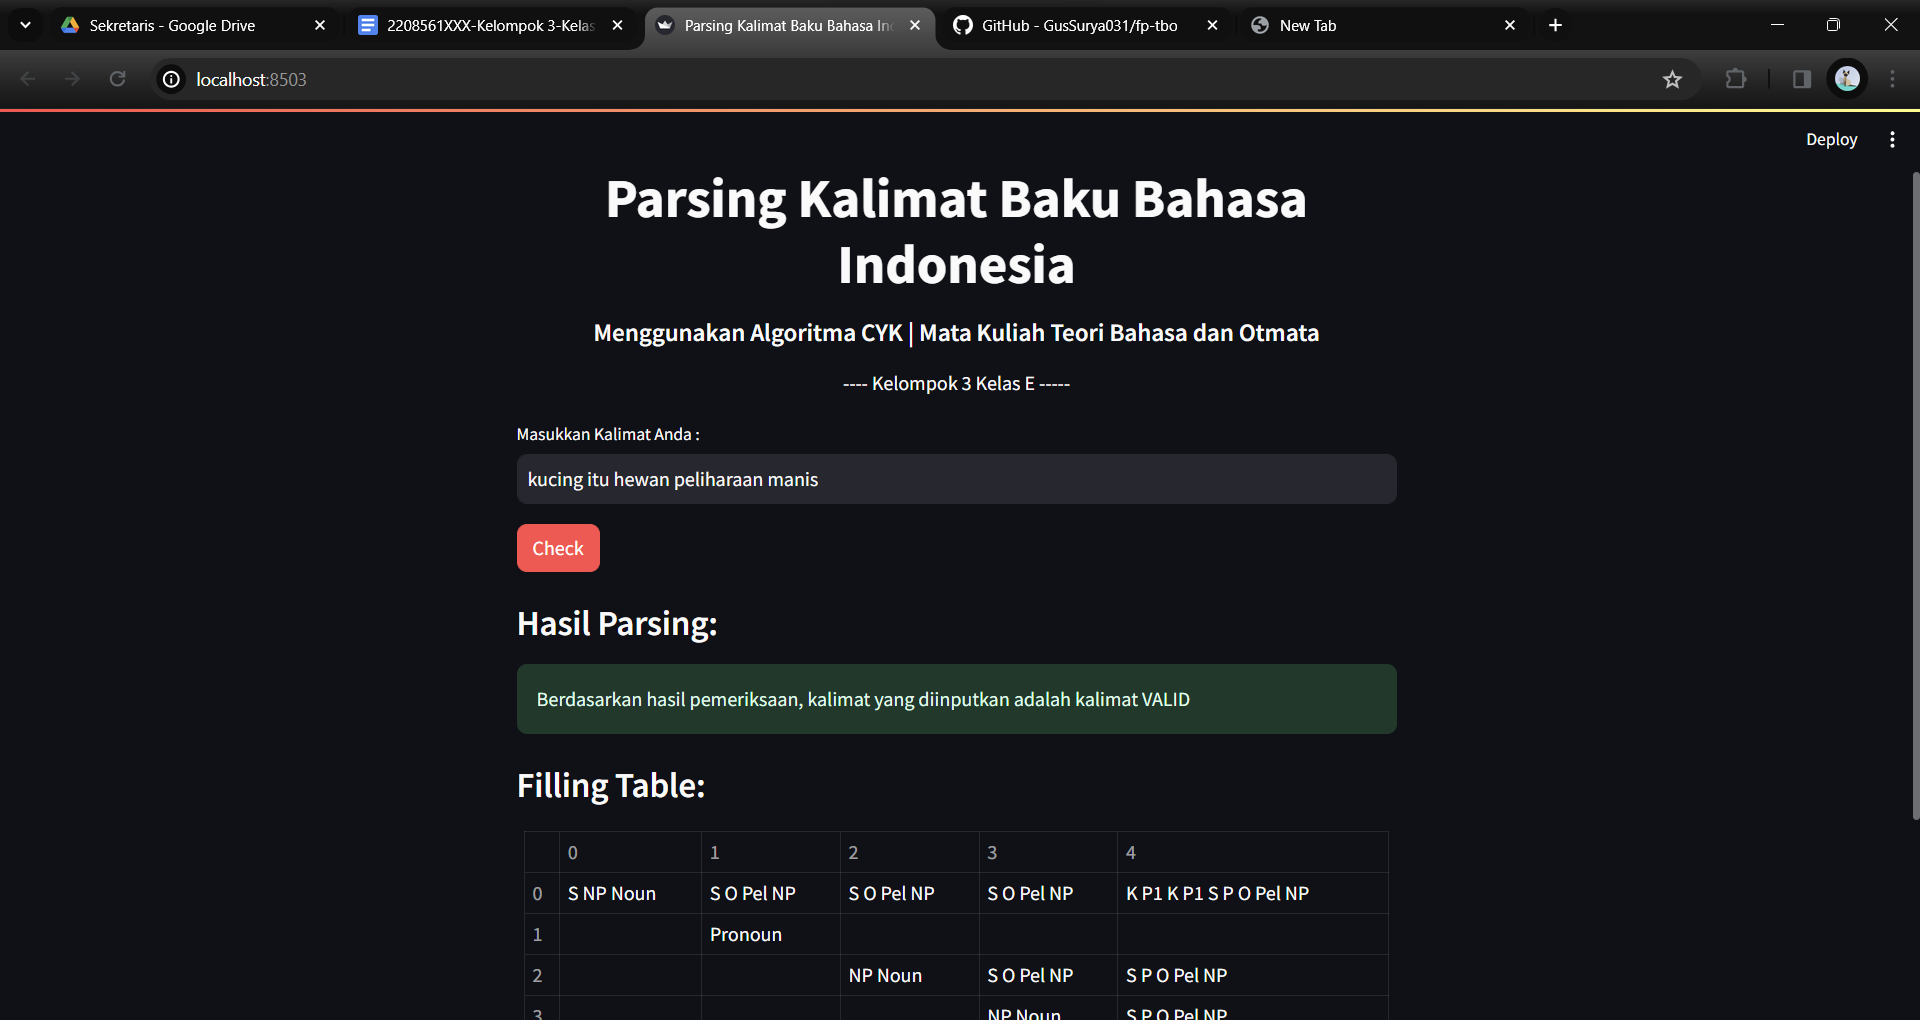 Sekretaris - Google Drive
2208561XXX-Kelompok 3-Kelas
Parsing Kalimat Baku Bahasa Ind
GitHub - GusSurya031/fp-tbo
New Tab
localhost:8503
Deploy
Parsing Kalimat Baku Bahasa
Indonesia
Menggunakan Algoritma CYK | Mata Kuliah Teori Bahasa dan Otmata
---- Kelompok 3 Kelas E -----
Masukkan Kalimat Anda :
kucing itu hewan peliharaan manis
Check
Hasil Parsing:
Berdasarkan hasil pemeriksaan, kalimat yang diinputkan adalah kalimat VALID
Filling Table:
0 1 2 3 4
0 S NP Noun S O Pel NP S O Pel NP S O Pel NP K P1 K P1 S P O Pel NP
1 Pronoun
2 NP Noun S O Pel NP S P O Pel NP
3 NP Noun S P O Pel NP